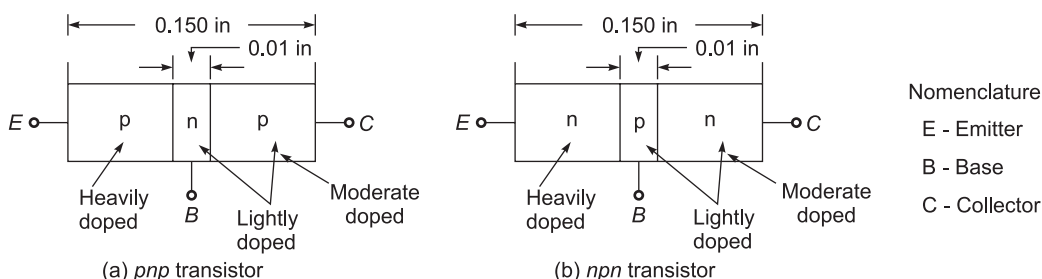 0.150 in
0.01 in
E p n p C
Heavily doped
B
Lightly doped
Moderate doped
(a) pnp transistor
0.150 in
0.01 in
E n p n C
Heavily doped
B
Lightly doped
Moderate doped
(b) npn transistor
Nomenclature
E - Emitter
B - Base
C - Collector